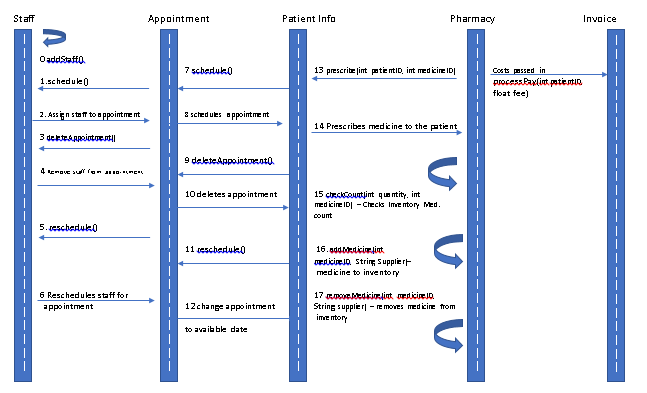 Staff
Appointment
Patient Info
Pharmacy
Invoice
0 addStaff().
1.schedule()
2. Assign staff to appointment
3 deleteAppointment()
4 Remove staff from appointment
5. reschedule()
6 Reschedules staff for
appointment
7 schedule()
8 schedules appointment
9 deleteAppointment()
10 deletes appointment
11 reschedule()
12 change appointment
to available date
13 prescribe(int patientID, int medicineID)
14 Prescribes medicine to the patient
15 checkCount(int quantity, int
medicineID) – Checks Inventory Med.
count
16. addMedicine(int
medicineID, String Supplier)–
medicine to inventory
17 removeMedicine(int medicineID,
String supplier) – removes medicine from
inventory
Costs passed in
processPay(int patientID,
float fee)